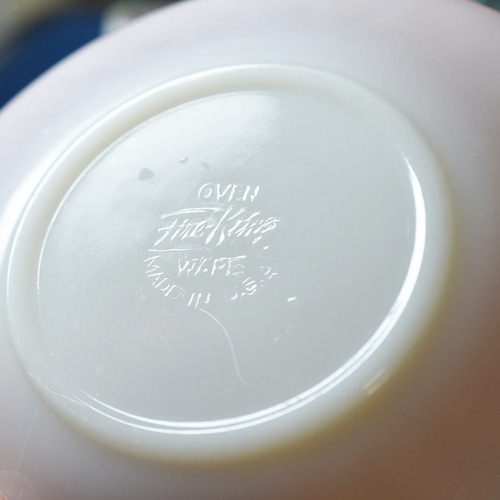 OVEN
Fire-King
WARE
MADE IN U.S.A.